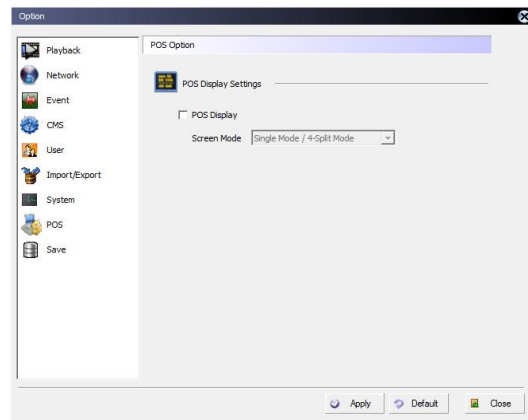 Option
Playback
Network
Event
CMS
User
Import/Export
System
POS
Save
POS Option
POS Display Settings
POS Display
Screen Mode Single Mode / 4-Split Mode
Apply Default Close